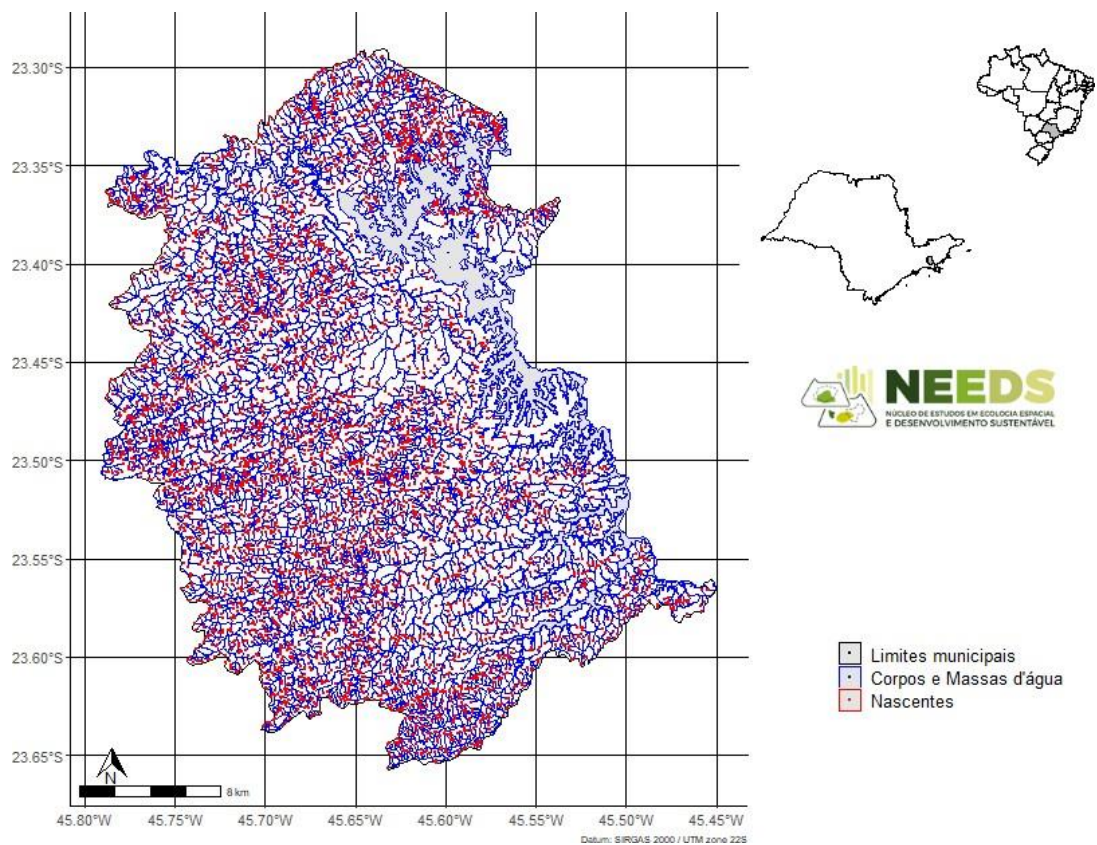 23.30°S
23.35°S
23.40°S
23.45°S
23.50°S
23.55°S
23.60°S
23.65°S
N
8 km
45.80°W 45.75°W 45.70°W 45.65°W 45.60°W 45.55°W 45.50°W 45.45°W
Datum: SIRGAS 2000 / UTM zone 22S
NEEDS
NÚCLEO DE ESTUDOS EM ECOLOGIA ESPACIAL
E DESENVOLVIMENTO SUSTENTÁVEL
Limites municipais
Corpos e Massas d'água
Nascentes